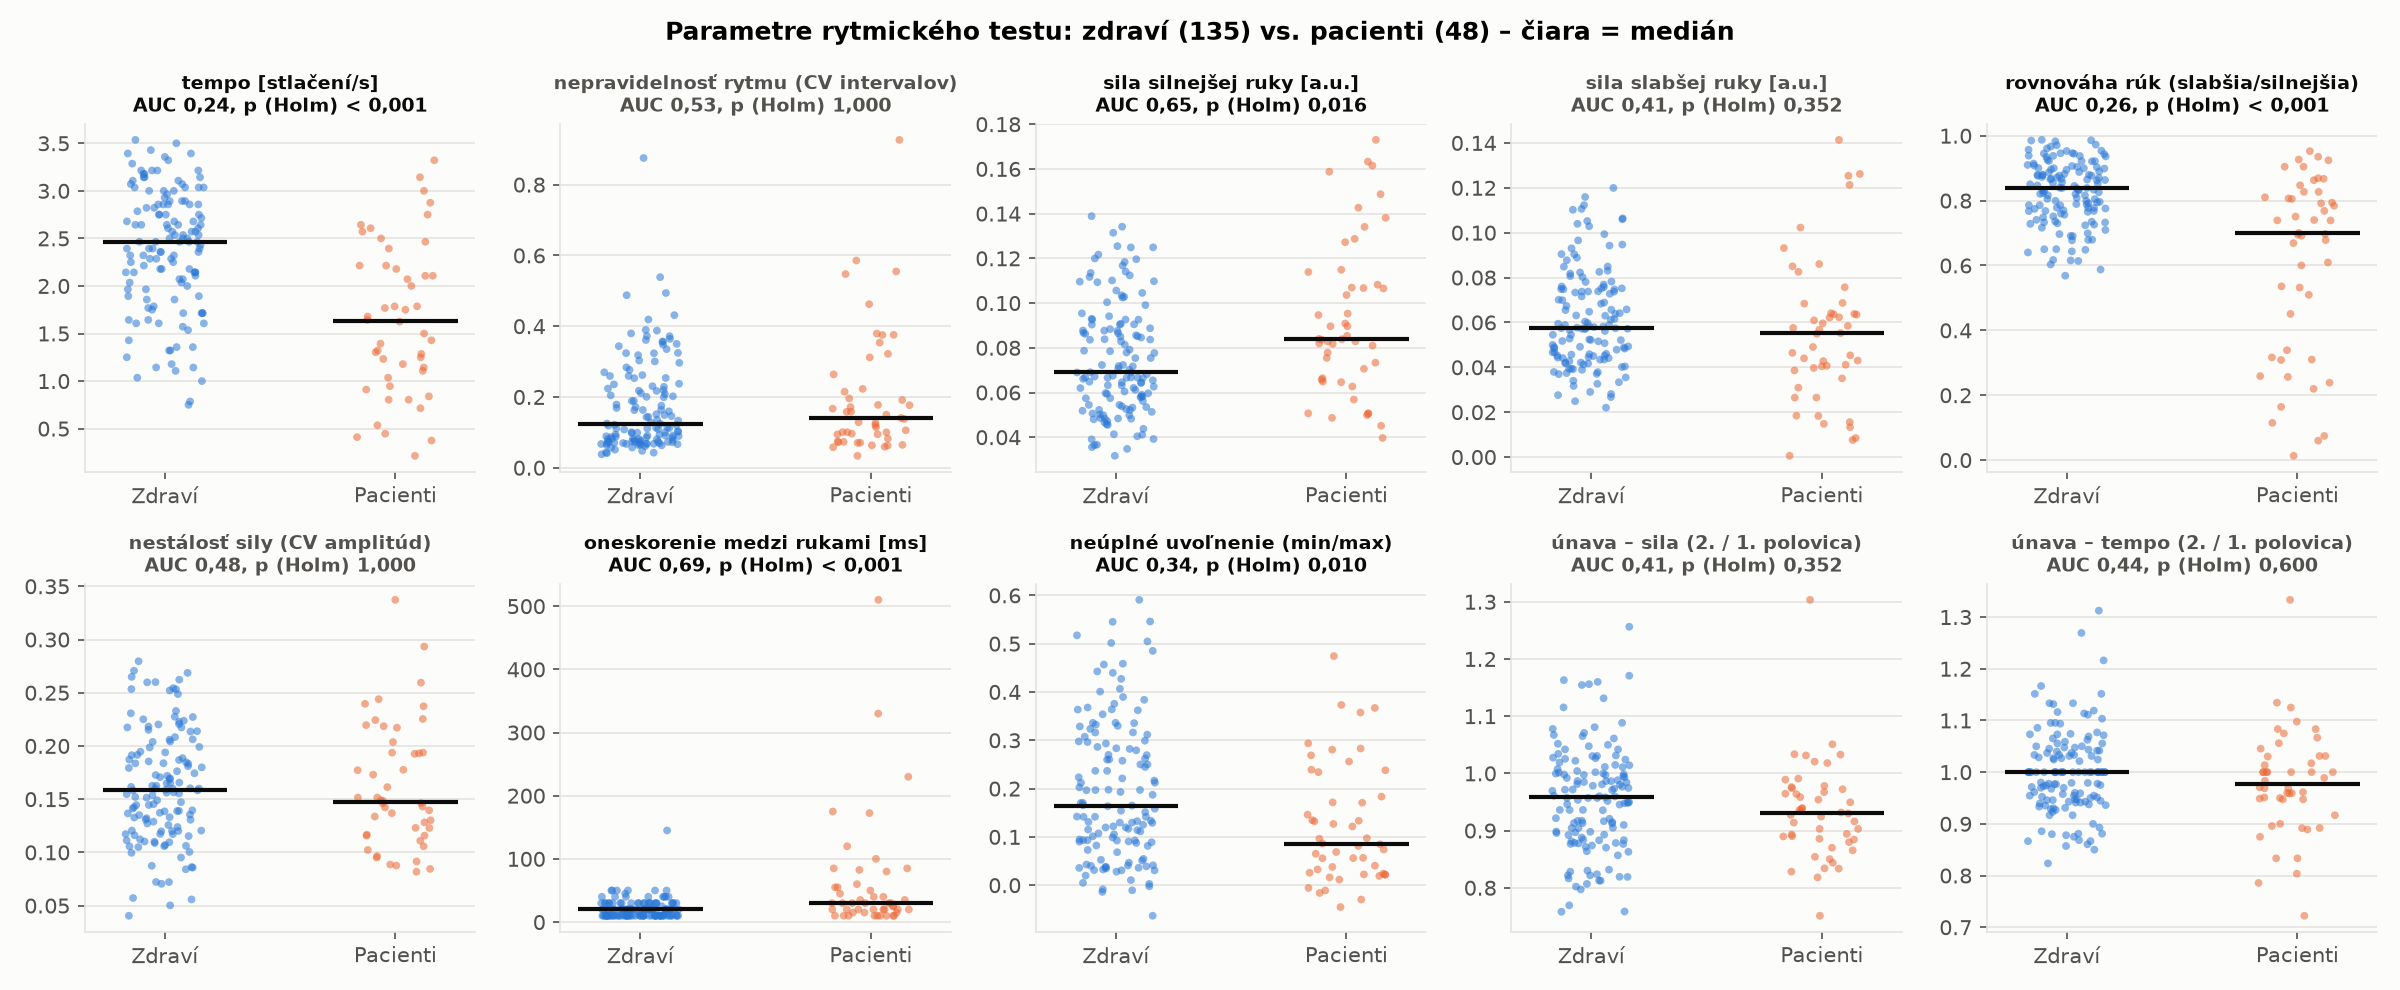 Parametre rytmického testu: zdraví (135) vs. pacienti (48) – čiara = medián
tempo [stlačení/s]
AUC 0,24, p (Holm) < 0,001
3.5
3.0
2.5
2.0
1.5
1.0
0.5
Zdraví
Pacienti
nepravidelnosť rytmu (CV intervalov)
AUC 0,53, p (Holm) 1,000
0.8
0.6
0.4
0.2
0.0
Zdraví
Pacienti
sila silnejšej ruky [a.u.]
AUC 0,65, p (Holm) 0,016
0.18
0.16
0.14
0.12
0.10
0.08
0.06
0.04
Zdraví
Pacienti
sila slabšej ruky [a.u.]
AUC 0,41, p (Holm) 0,352
0.14
0.12
0.10
0.08
0.06
0.04
0.02
0.00
Zdraví
Pacienti
rovnováha rúk (slabšia/silnejšia)
AUC 0,26, p (Holm) < 0,001
1.0
0.8
0.6
0.4
0.2
0.0
Zdraví
Pacienti
nestálosť sily (CV amplitúd)
AUC 0,48, p (Holm) 1,000
0.35
0.30
0.25
0.20
0.15
0.10
0.05
Zdraví
Pacienti
oneskorenie medzi rukami [ms]
AUC 0,69, p (Holm) < 0,001
500
400
300
200
100
0
Zdraví
Pacienti
neúplné uvoľnenie (min/max)
AUC 0,34, p (Holm) 0,010
0.6
0.5
0.4
0.3
0.2
0.1
0.0
Zdraví
Pacienti
únava – sila (2. / 1. polovica)
AUC 0,41, p (Holm) 0,352
1.3
1.2
1.1
1.0
0.9
0.8
Zdraví
Pacienti
únava – tempo (2. / 1. polovica)
AUC 0,44, p (Holm) 0,600
1.3
1.2
1.1
1.0
0.9
0.8
0.7
Zdraví
Pacienti